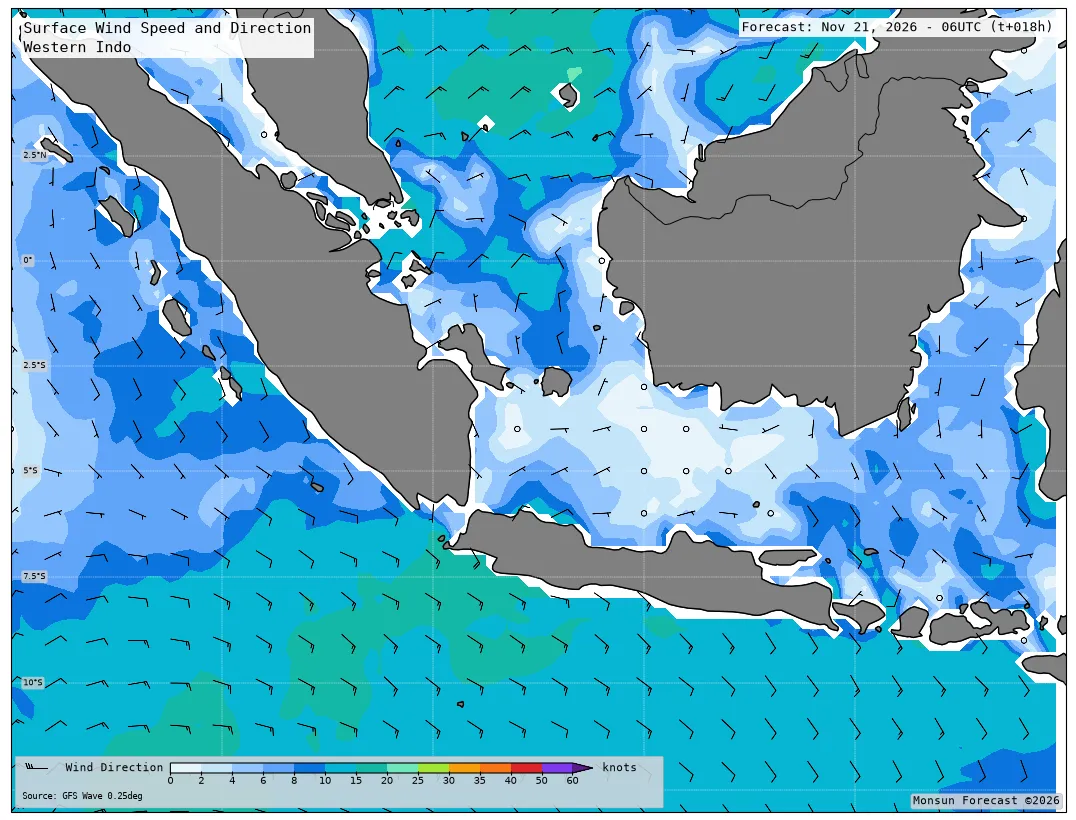 Surface Wind Speed and Direction
Western Indo
Forecast: Nov 21, 2026 - 06UTC (t+018h)
2.5°N
0°
2.5°S
5°S
7.5°S
10°S
Wind Direction
0 2 4 6 8 10 15 20 25 30 35 40 50 60
knots
Source: GFS Wave 0.25deg
Monsun Forecast ©2026